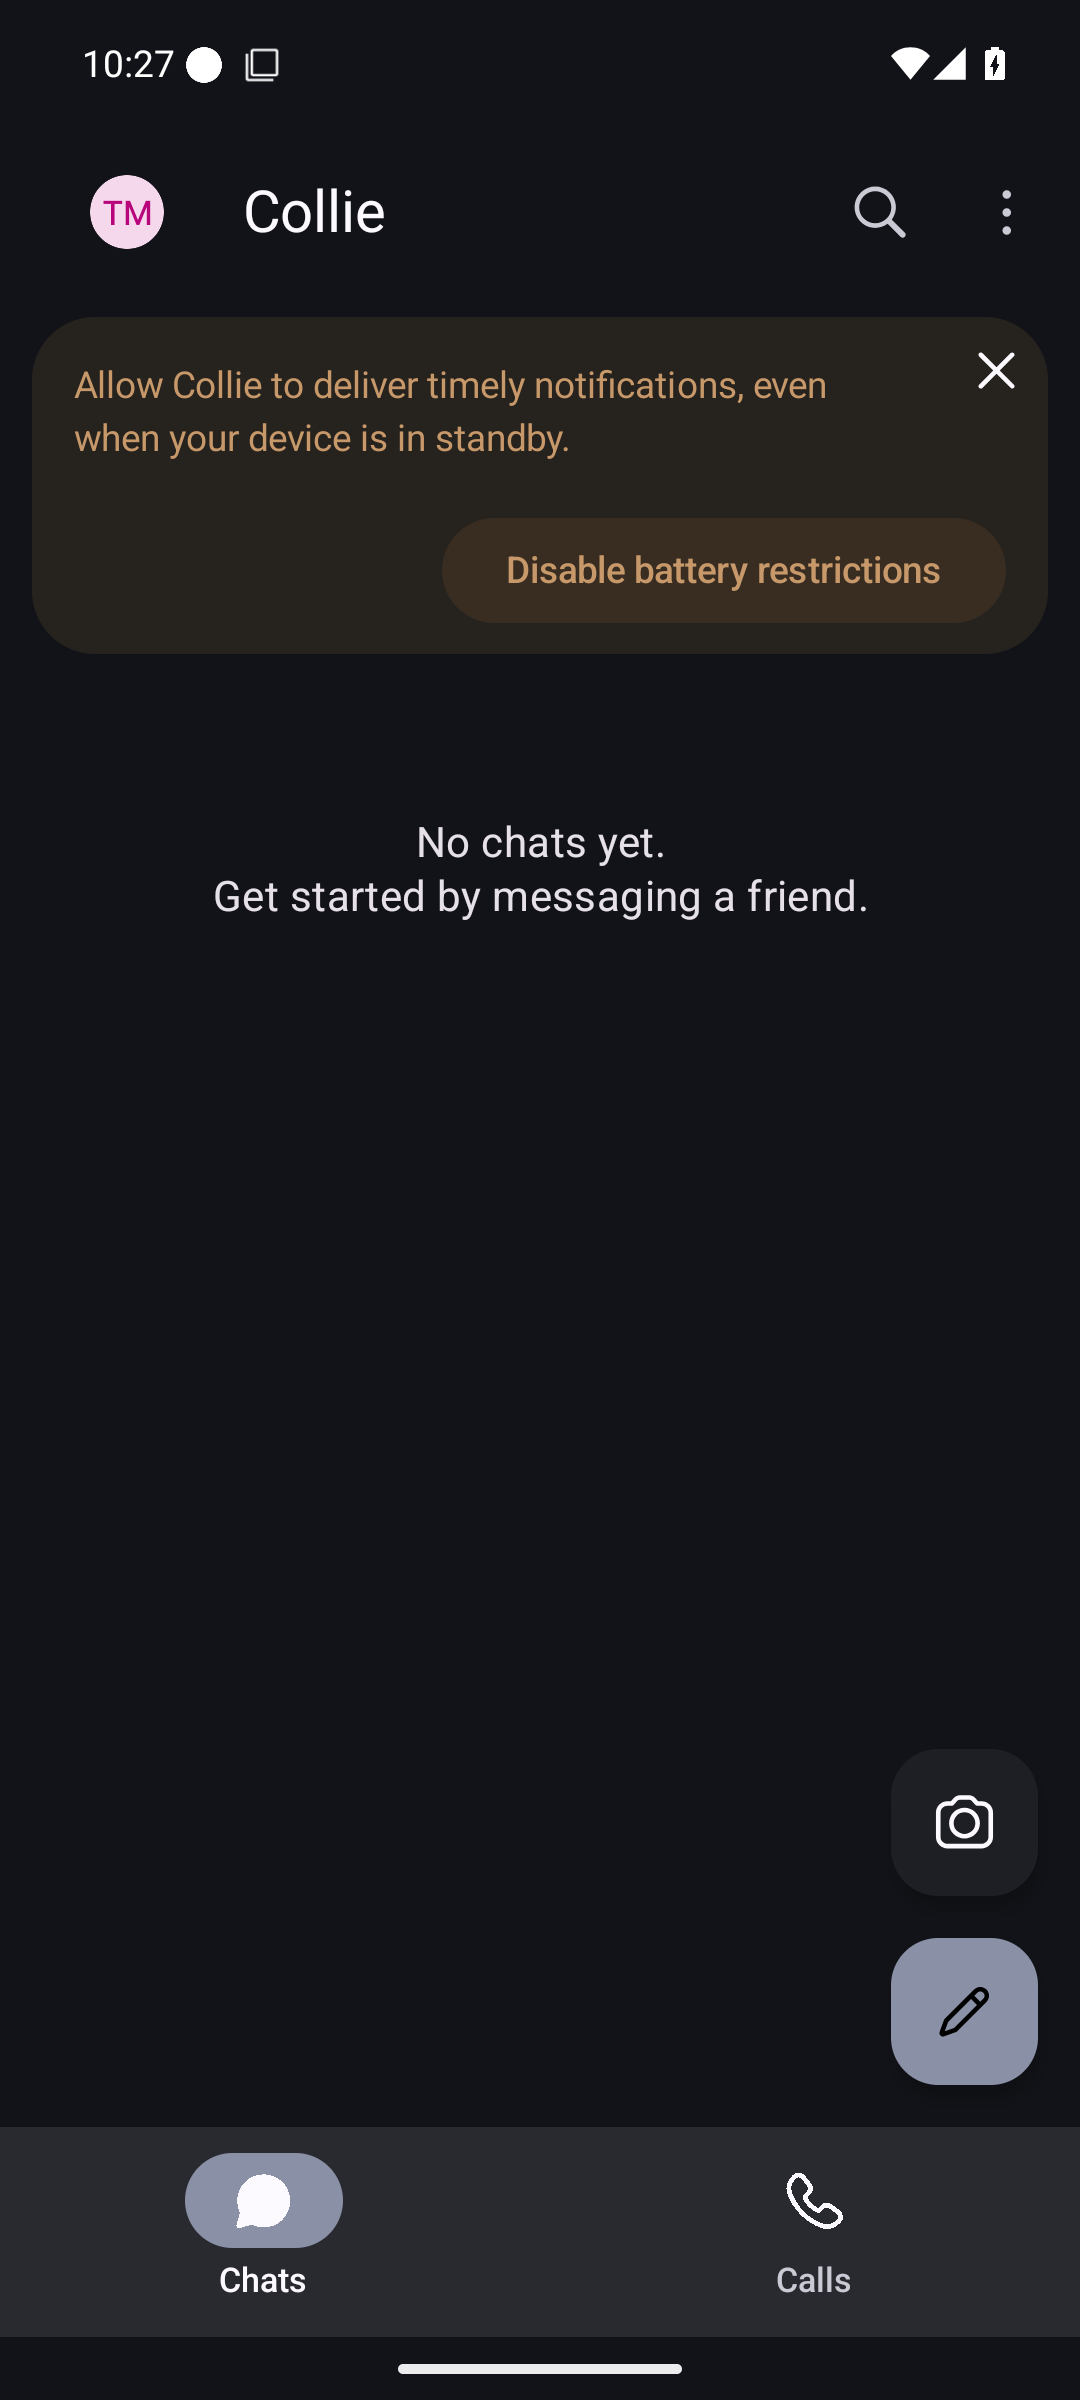 10:27
TM
Collie
Allow Collie to deliver timely notifications, even
when your device is in standby.
Disable battery restrictions
No chats yet.
Get started by messaging a friend.
Chats
Calls